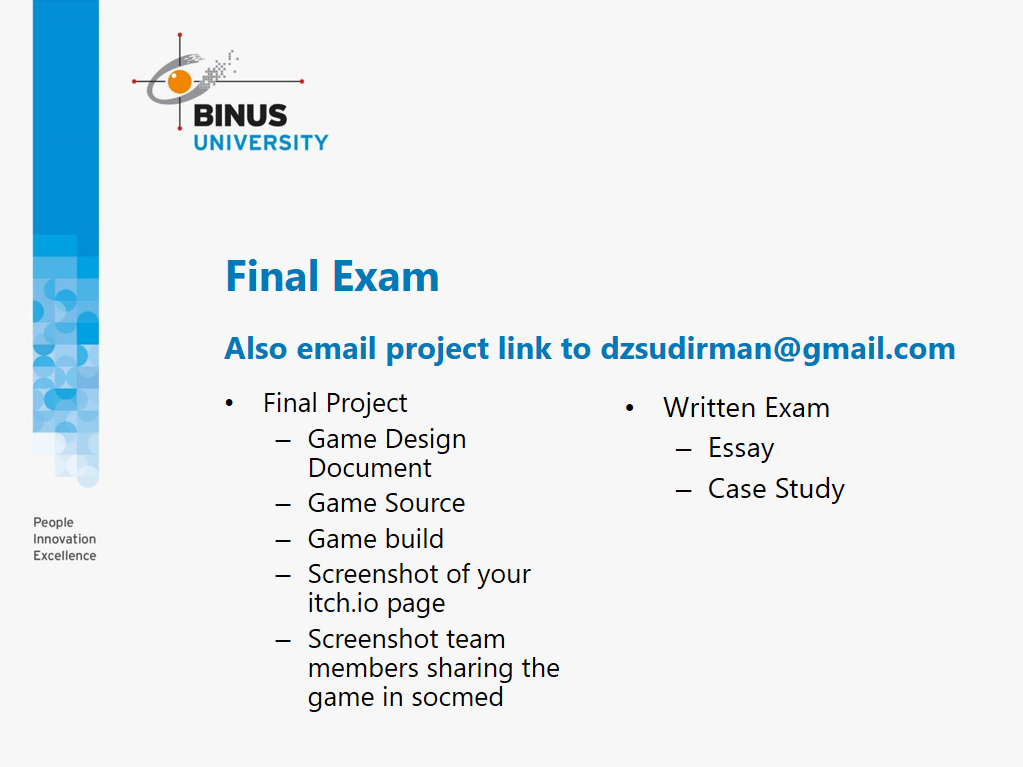 BINUS
UNIVERSITY
Final Exam
Also email project link to dzsudirman@gmail.com
• Final Project
– Game Design
Document
– Game Source
– Game build
– Screenshot of your
itch.io page
– Screenshot team
members sharing the
game in socmed
• Written Exam
– Essay
– Case Study
People
Innovation
Excellence